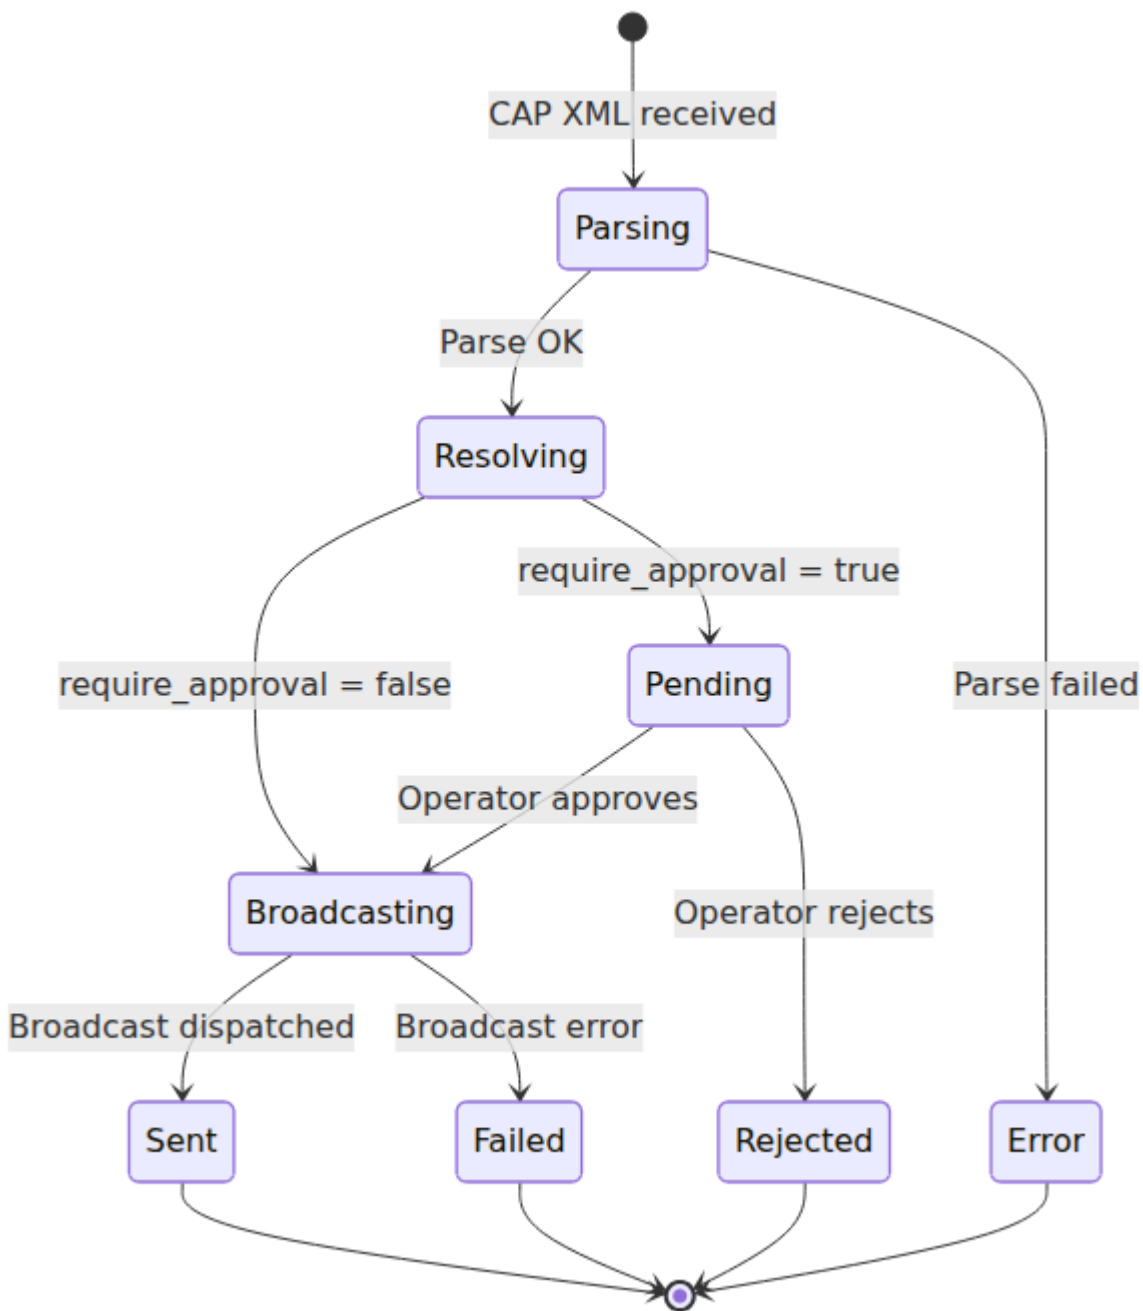 CAP XML received
Parsing
Parse OK
Resolving
require_approval = true
require_approval = false
Pending
Parse failed
Operator approves
Broadcasting
Operator rejects
Broadcast dispatched
Broadcast error
Sent
Failed
Rejected
Error